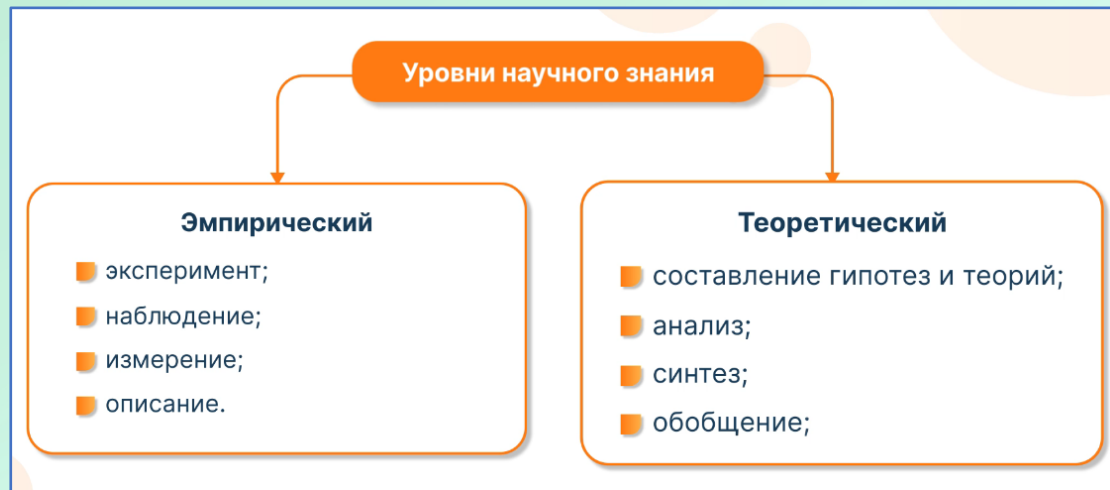 Уровни научного знания
Эмпирический
эксперимент;
наблюдение;
измерение;
описание.
Теоретический
составление гипотез и теорий;
анализ;
синтез;
обобщение;